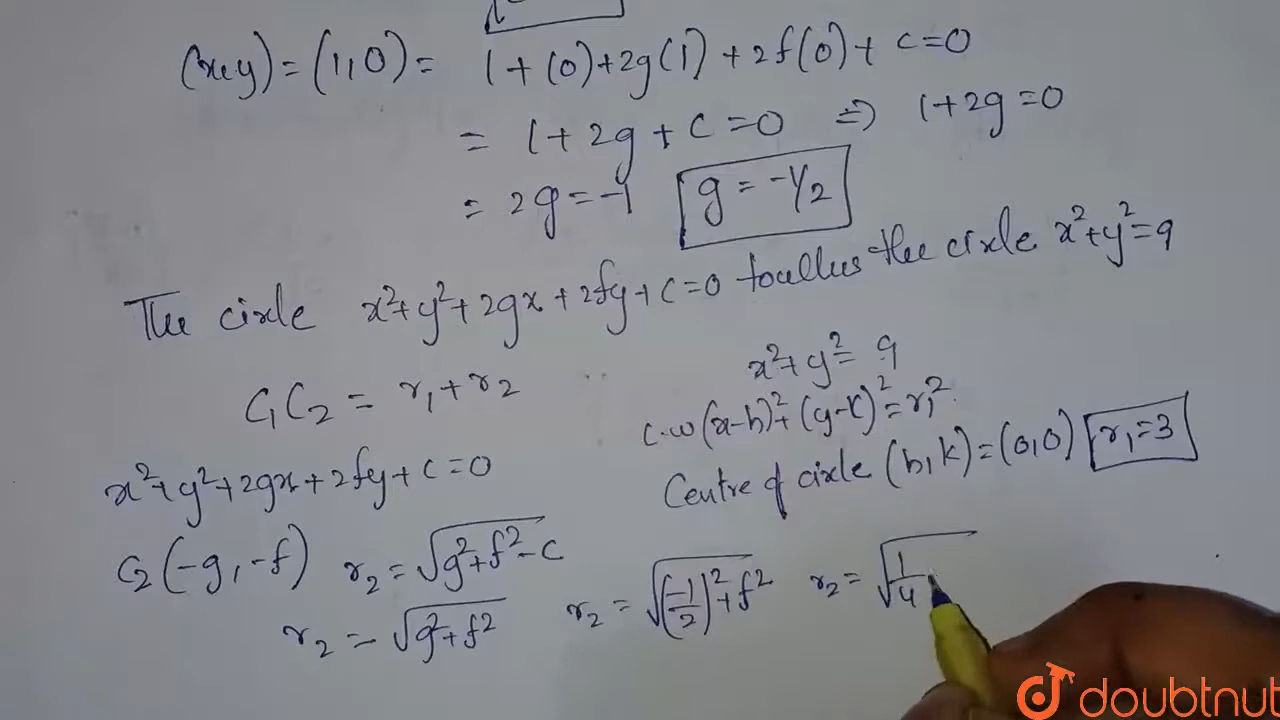 (x,y) = (1,0) = 1+(0)+2g(1)+2f(0)+c=0
= 1+2g+c=0 ⇒ 1+2g=0
= 2g=-1 g=-1/2
The circle x²+y²+2gx+2fy+c=0 touches the circle x²+y²=9
x²+y²=9
C₁C₂ = r₁+r₂
c.w (x-h)²+(y-k)²=r₁²
x²+y²+2gx+2fy+c=0
Centre of circle (h,k)=(0,0) r₁=3
C₂(-g,-f) r₂=√g²+f²-c
r₂=√g²+f² r₂=√(-1/2)²+f² r₂=√1/4
doubtnut